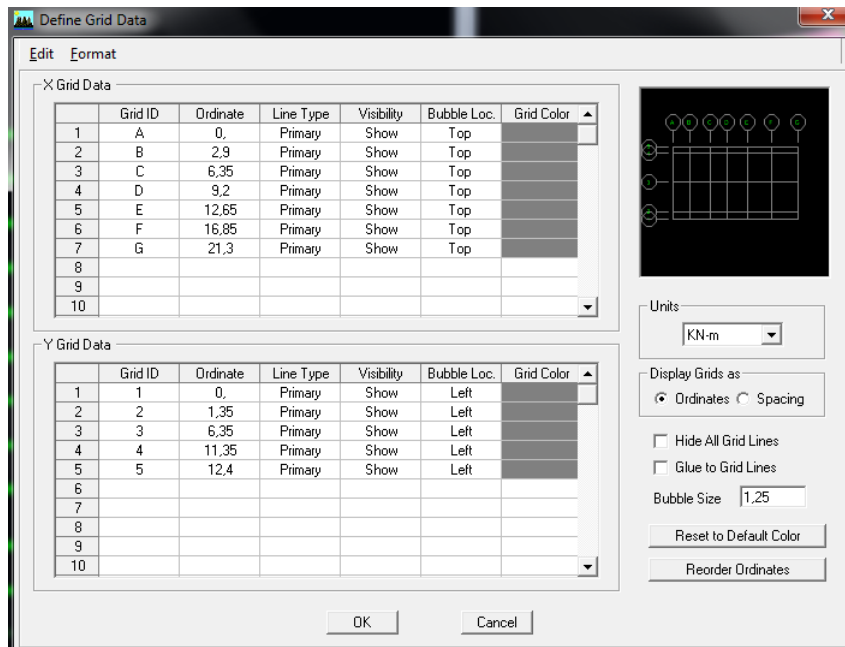 Define Grid Data
Edit Format
X Grid Data
Grid ID Ordinate Line Type Visibility Bubble Loc. Grid Color
1 A 0, Primary Show Top
2 B 2,9 Primary Show Top
3 C 6,35 Primary Show Top
4 D 9,2 Primary Show Top
5 E 12,65 Primary Show Top
6 F 16,85 Primary Show Top
7 G 21,3 Primary Show Top
8
9
10
Y Grid Data
Grid ID Ordinate Line Type Visibility Bubble Loc. Grid Color
1 1 0, Primary Show Left
2 2 1,35 Primary Show Left
3 3 6,35 Primary Show Left
4 4 11,35 Primary Show Left
5 5 12,4 Primary Show Left
6
7
8
9
10
A B C D E F G
Units
KN-m
Display Grids as
Ordinates Spacing
Hide All Grid Lines
Glue to Grid Lines
Bubble Size 1,25
Reset to Default Color
Reorder Ordinates
OK Cancel